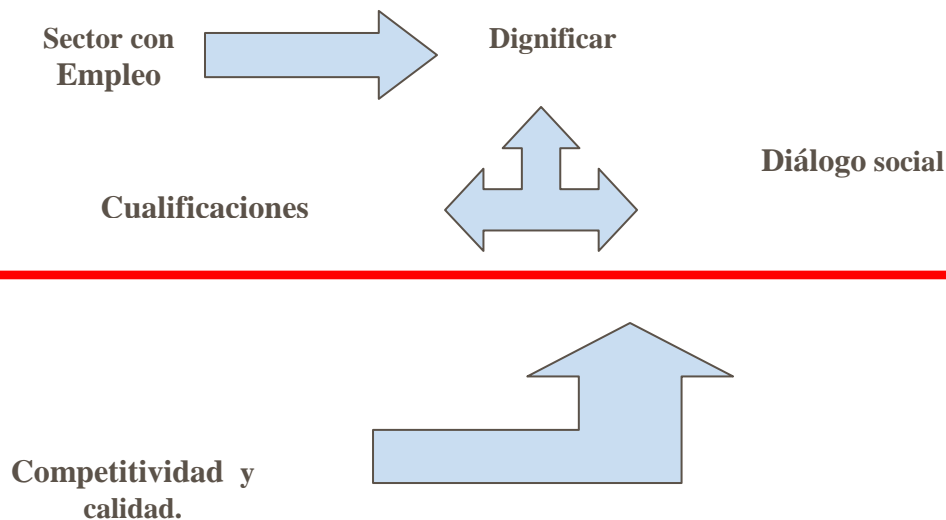 Sector con
Empleo
Dignificar
Diálogo social
Cualificaciones
Competitividad y
calidad.